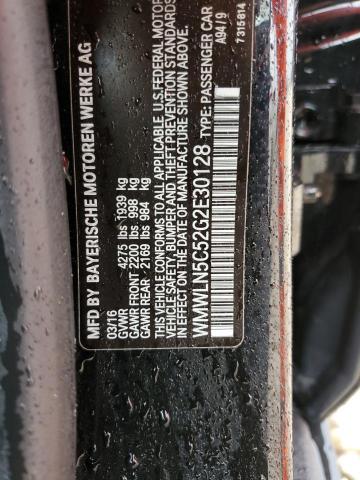 MFD BY BAYERISCHE MOTOREN WERKE AG
03/16
GVWR 4275 lbs 1939 kg
GAWR FRONT 2200 lbs 998 kg
GAWR REAR 2169 lbs 984 kg
THIS VEHICLE CONFORMS TO ALL APPLICABLE U.S. FEDERAL MOTOR
VEHICLE SAFETY, BUMPER AND THEFT PREVENTION STANDARDS
IN EFFECT ON THE DATE OF MANUFACTURE SHOWN ABOVE.
WMWLN5C52G2E30128 TYPE: PASSENGER CAR
A94/9
7315814